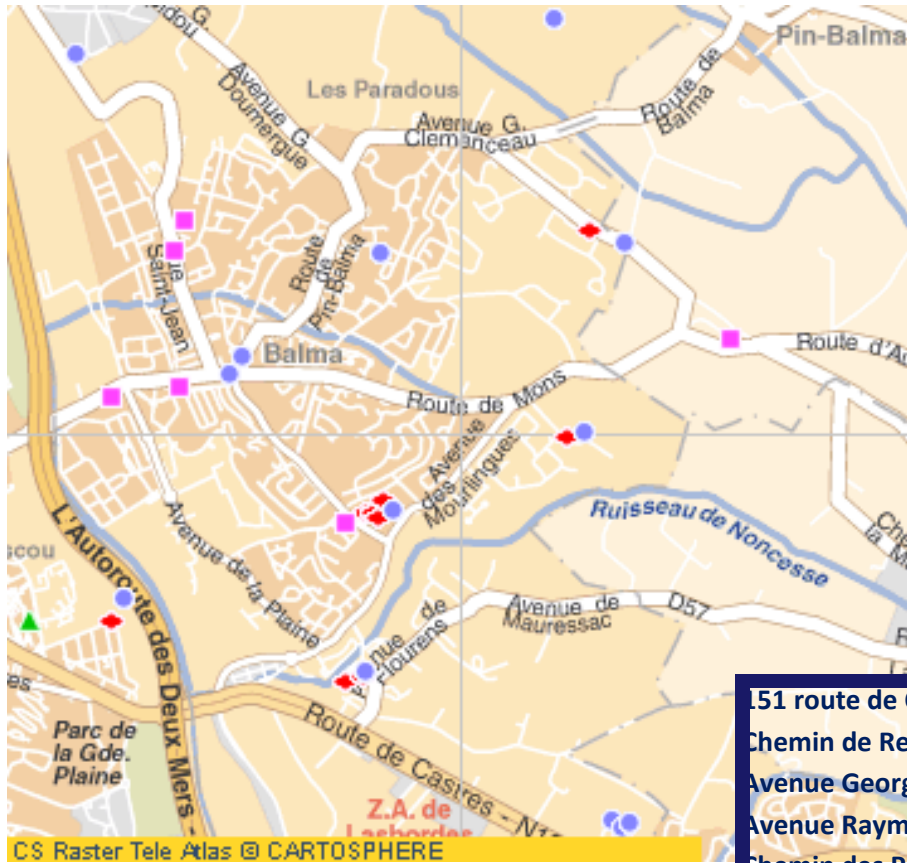 Pin-Balma
Avenue G.
Doumergue
Les Paradous
Avenue G.
Clemenceau
Route de
Balma
Saint-Jean
Route
de
Pin-Balma
Balma
Route d'Au
Route de Mons
Avenue
des
Mourlingues
Ruisseau de Noncesse
L'Autoroute des Deux Mers -
Avenue de la Plaine
Avenue de
Mauressac
D57
de
Flourens
Parc de
la Gde.
Plaine
Route de Castres - N1
Z.A. de
Lasbordes
151 route de
Chemin de Re
Avenue Georg
Avenue Raym
CS Raster Tele Atlas © CARTOSPHERE